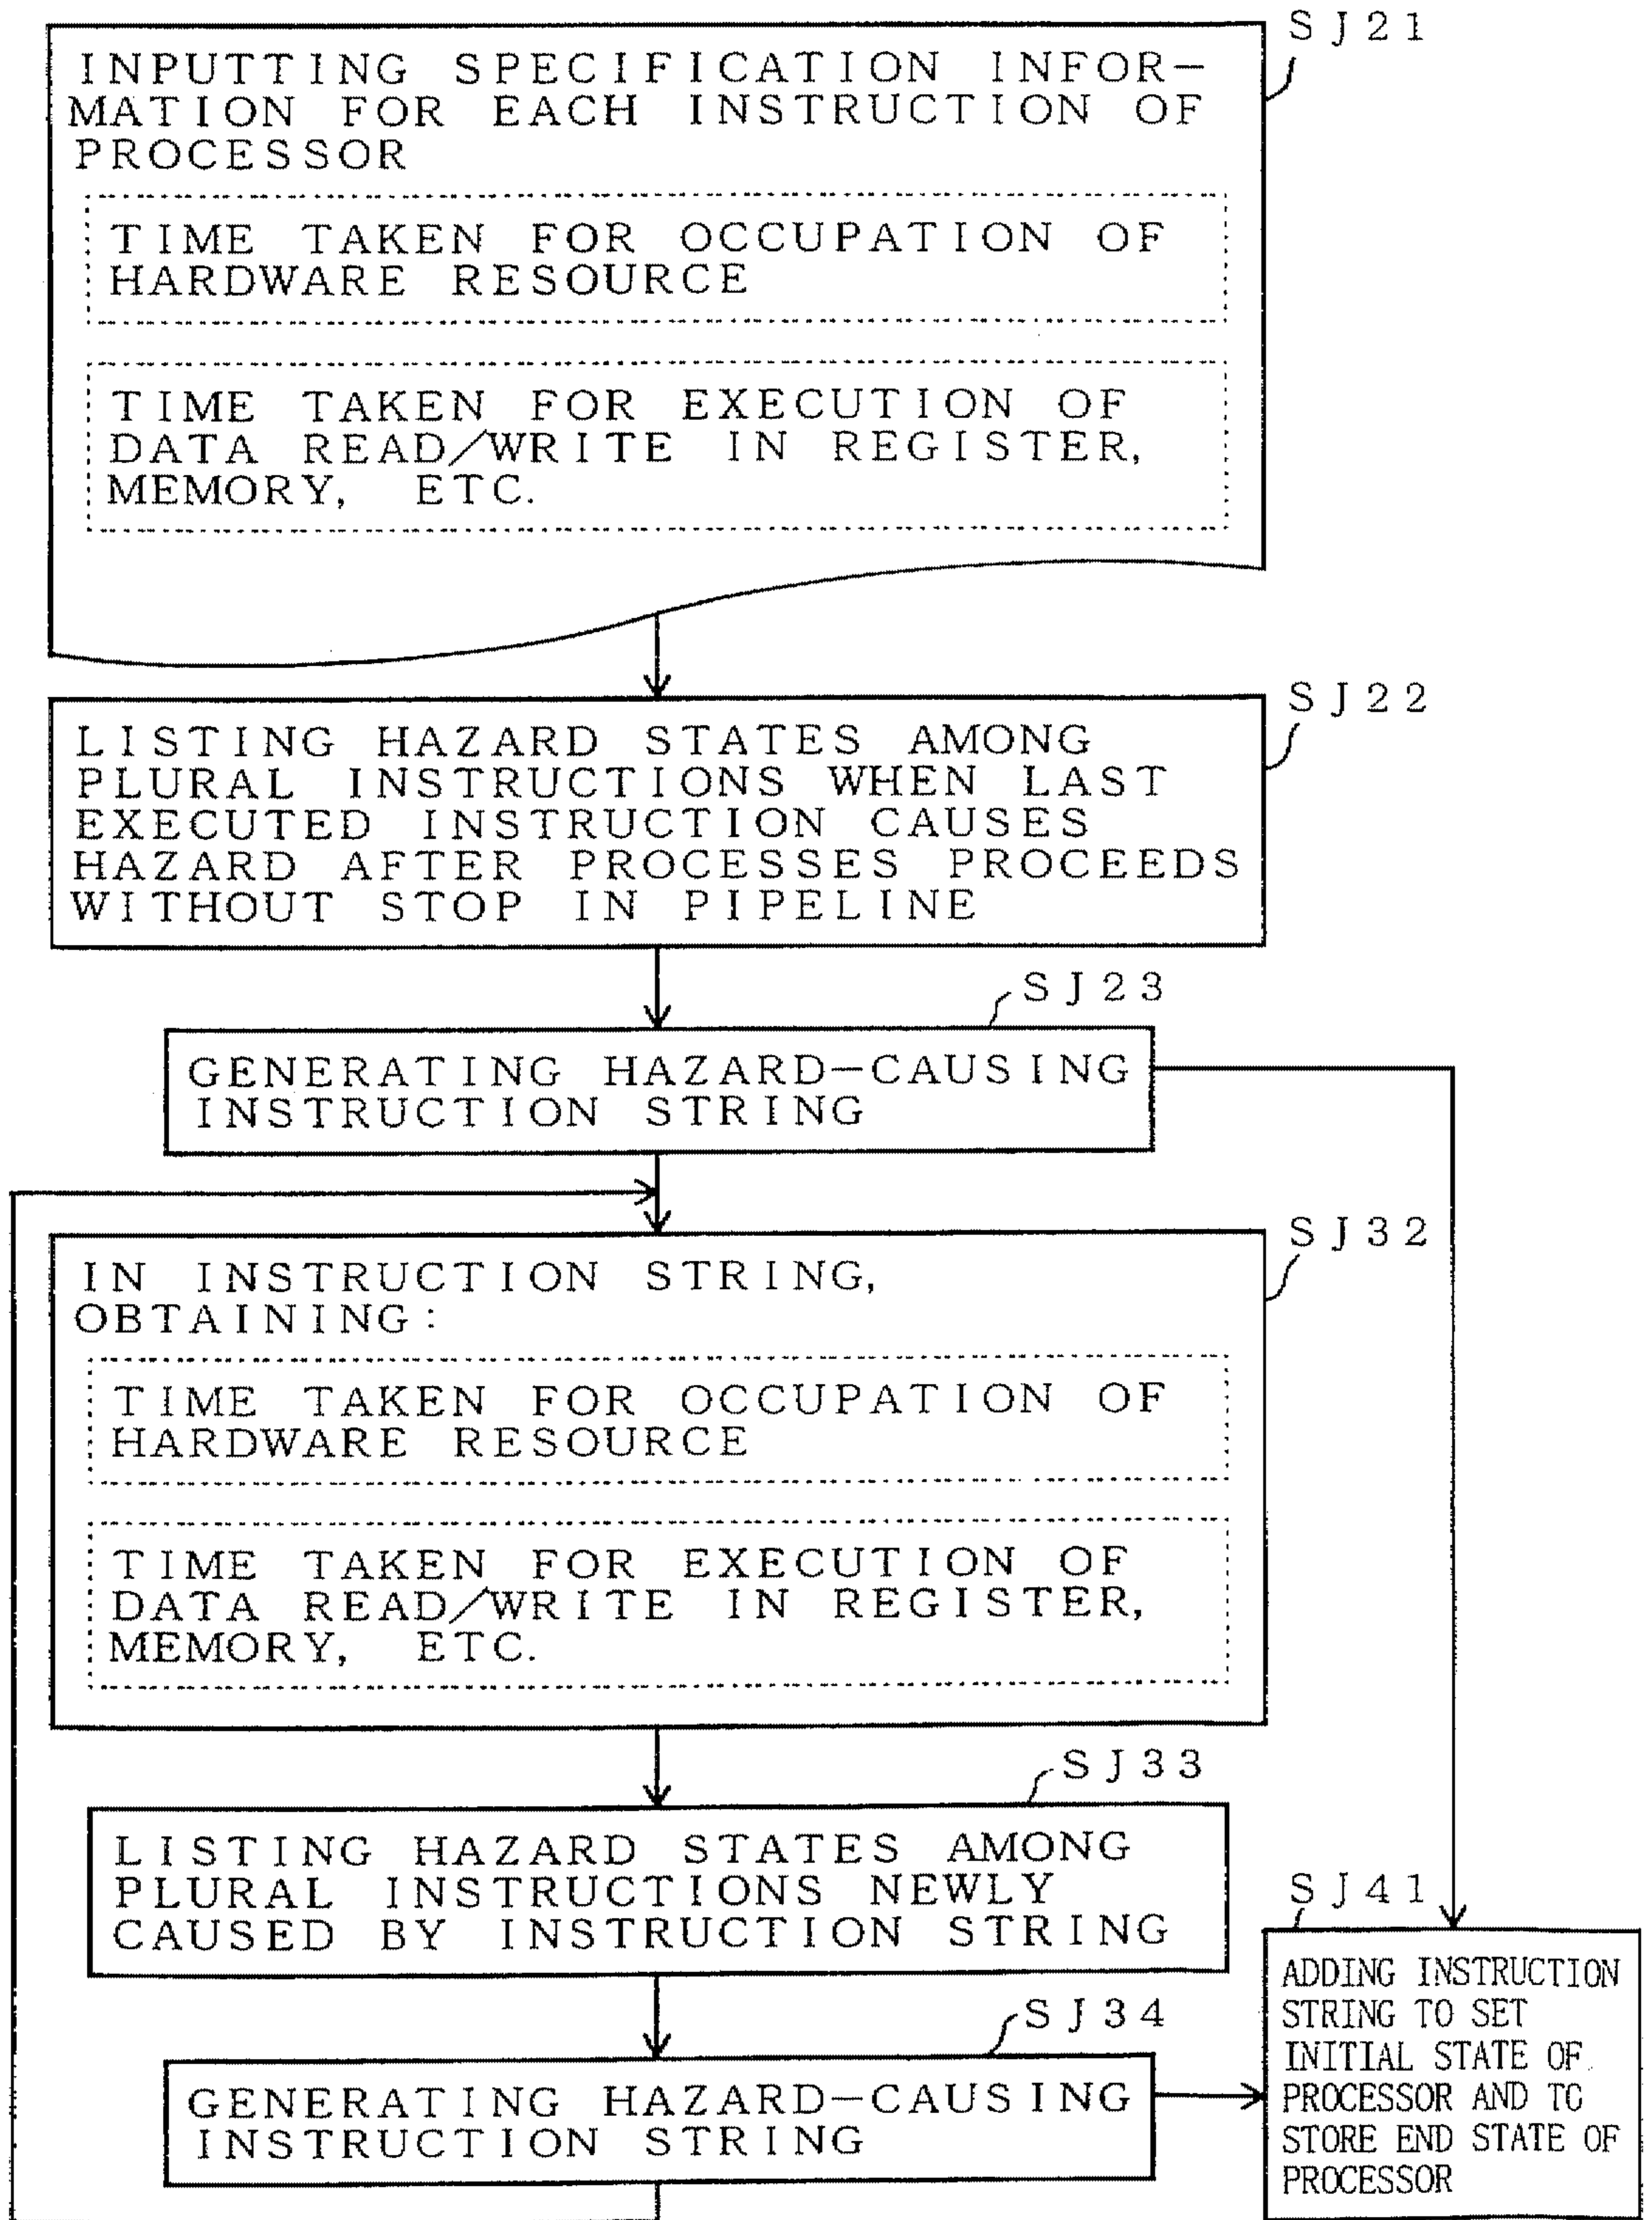 SJ21
INPUTTING SPECIFICATION INFOR-
MATION FOR EACH INSTRUCTION OF
PROCESSOR
TIME TAKEN FOR OCCUPATION OF
HARDWARE RESOURCE
TIME TAKEN FOR EXECUTION OF
DATA READ/WRITE IN REGISTER,
MEMORY, ETC.
SJ22
LISTING HAZARD STATES AMONG
PLURAL INSTRUCTIONS WHEN LAST
EXECUTED INSTRUCTION CAUSES
HAZARD AFTER PROCESSES PROCEEDS
WITHOUT STOP IN PIPELINE
SJ23
GENERATING HAZARD-CAUSING
INSTRUCTION STRING
SJ32
IN INSTRUCTION STRING,
OBTAINING:
TIME TAKEN FOR OCCUPATION OF
HARDWARE RESOURCE
TIME TAKEN FOR EXECUTION OF
DATA READ/WRITE IN REGISTER,
MEMORY, ETC.
SJ33
LISTING HAZARD STATES AMONG
PLURAL INSTRUCTIONS NEWLY
CAUSED BY INSTRUCTION STRING
SJ34
GENERATING HAZARD-CAUSING
INSTRUCTION STRING
SJ41
ADDING INSTRUCTION
STRING TO SET
INITIAL STATE OF
PROCESSOR AND TO
STORE END STATE OF
PROCESSOR